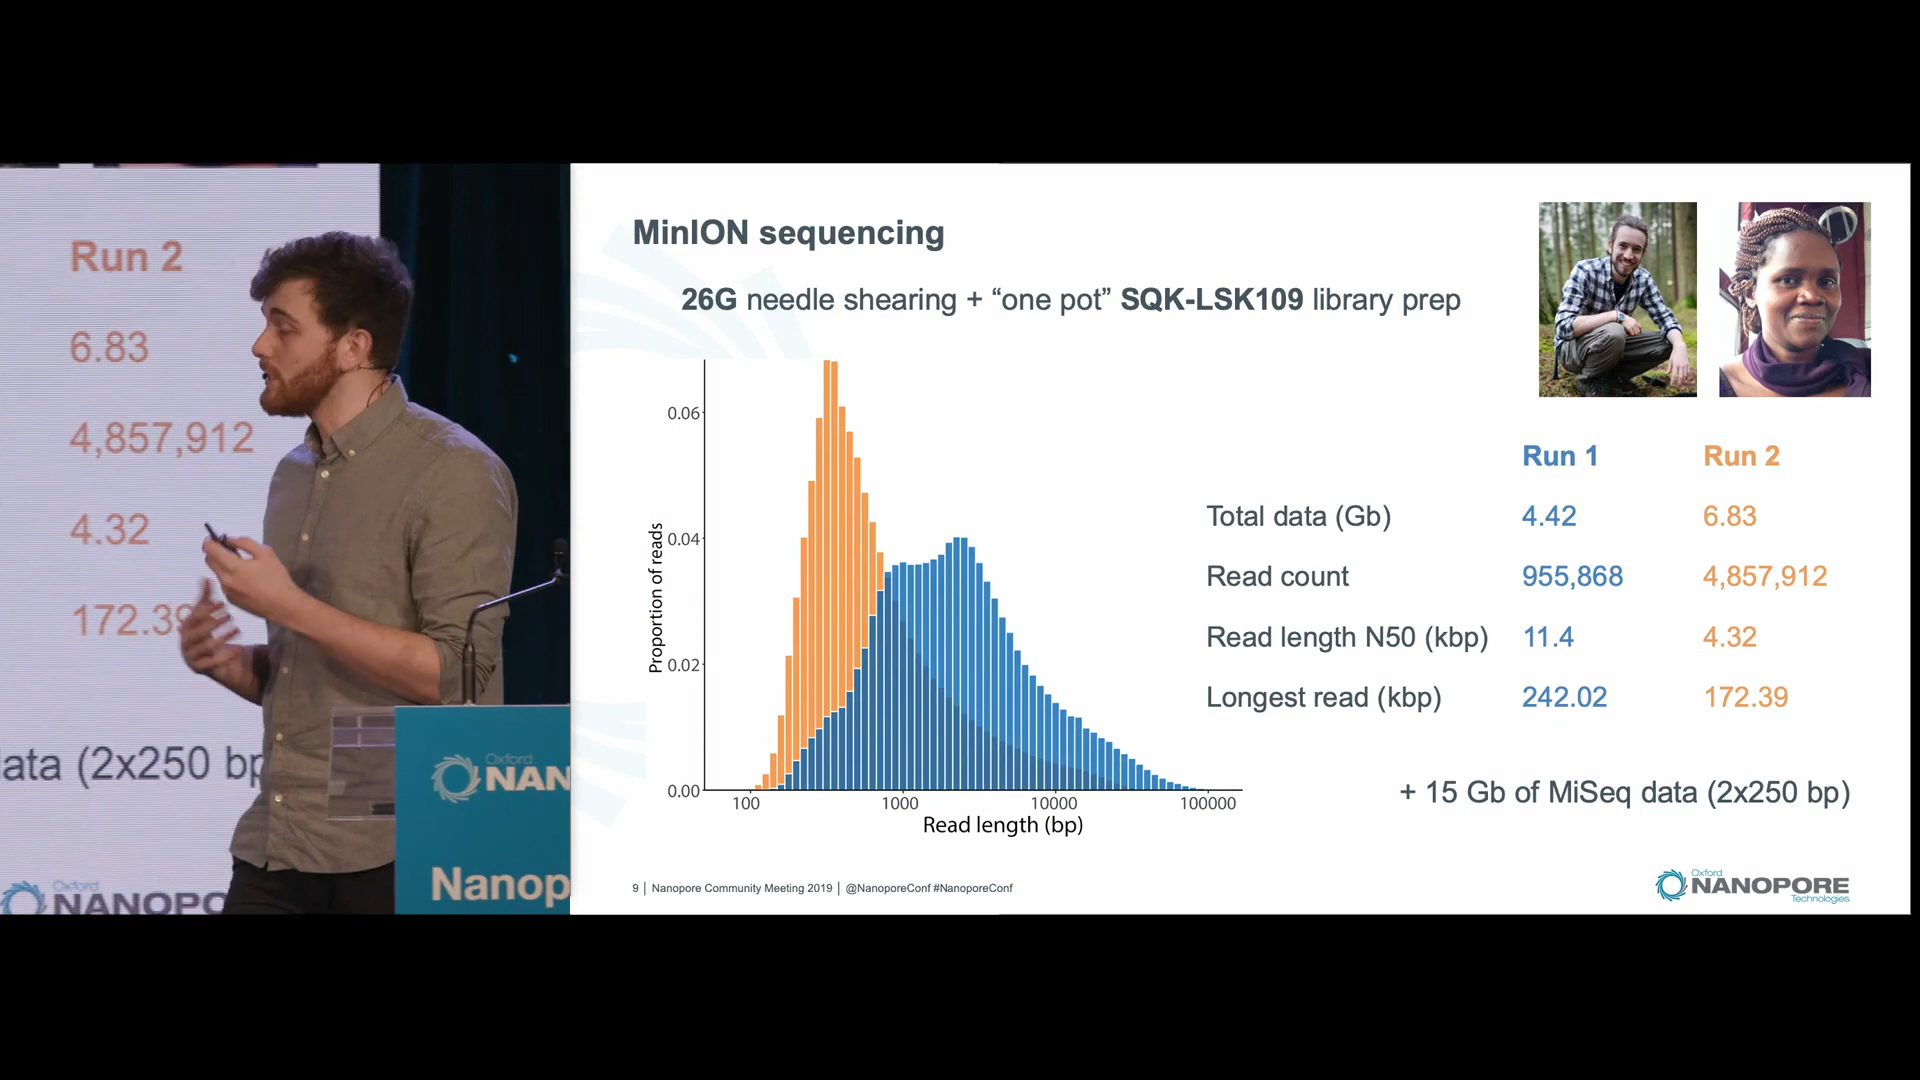 Run 2
6.83
4,857,912
4.32
172.39
ata (2x250 bp
Oxford
NANOPO
Oxford
NAN
Nanop
MinION sequencing
26G needle shearing + “one pot” SQK-LSK109 library prep
0.06
0.04
0.02
0.00
Proportion of reads
100 1000 10000 100000
Read length (bp)
Run 1 Run 2
Total data (Gb) 4.42 6.83
Read count 955,868 4,857,912
Read length N50 (kbp) 11.4 4.32
Longest read (kbp) 242.02 172.39
+ 15 Gb of MiSeq data (2x250 bp)
9 | Nanopore Community Meeting 2019 | @NanoporeConf #NanoporeConf
Oxford
NANOPORE
Technologies